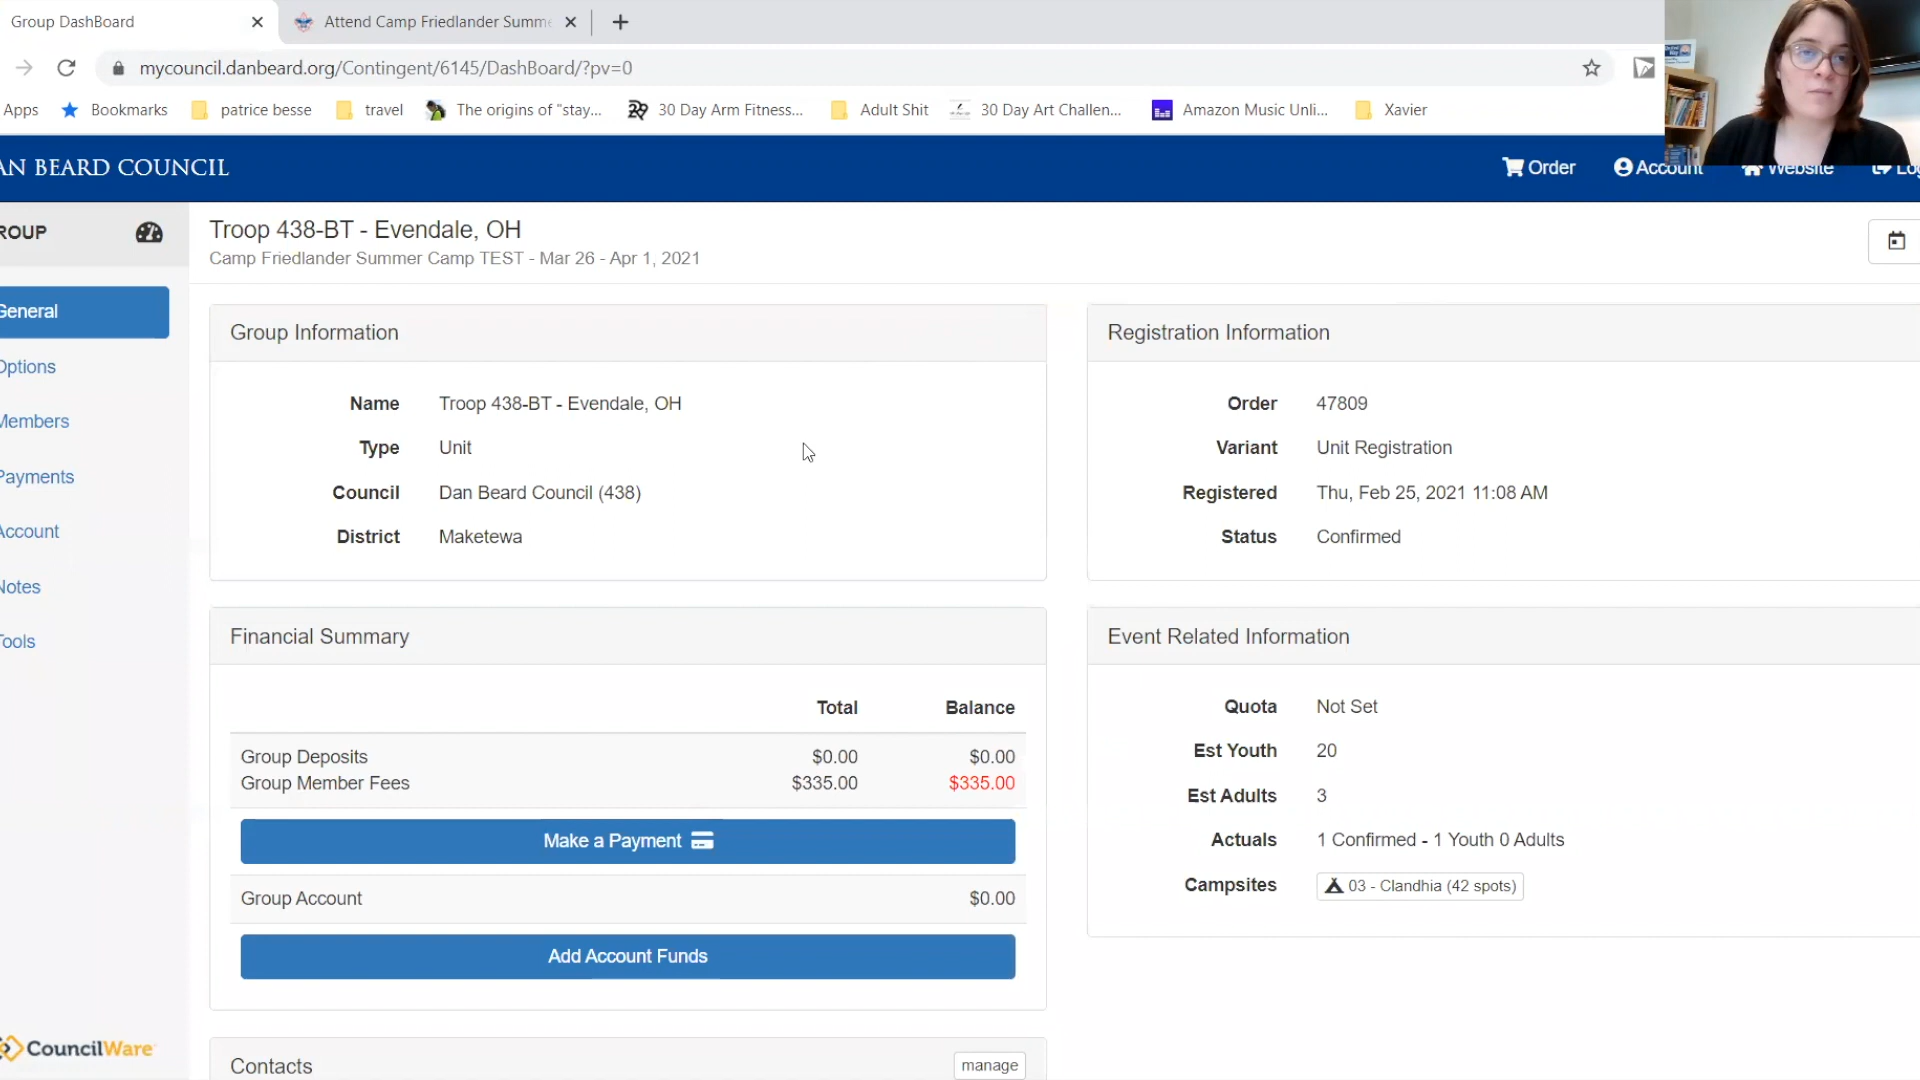 Group DashBoard
Attend Camp Friedlander Summe
mycouncil.danbeard.org/Contingent/6145/DashBoard/?pv=0
Apps Bookmarks patrice besse travel The origins of "stay... 30 Day Arm Fitness... Adult Shit 30 Day Art Challen... Amazon Music Unli... Xavier
AN BEARD COUNCIL
Order Account Website Log
ROUP
Troop 438-BT - Evendale, OH
Camp Friedlander Summer Camp TEST - Mar 26 - Apr 1, 2021
General
Options
Members
Payments
Account
Notes
Tools
Group Information
Name Troop 438-BT - Evendale, OH
Type Unit
Council Dan Beard Council (438)
District Maketewa
Registration Information
Order 47809
Variant Unit Registration
Registered Thu, Feb 25, 2021 11:08 AM
Status Confirmed
Financial Summary
Total Balance
Group Deposits $0.00 $0.00
Group Member Fees $335.00 $335.00
Make a Payment
Group Account $0.00
Add Account Funds
Event Related Information
Quota Not Set
Est Youth 20
Est Adults 3
Actuals 1 Confirmed - 1 Youth 0 Adults
Campsites 03 - Clandhia (42 spots)
Contacts manage
CouncilWare